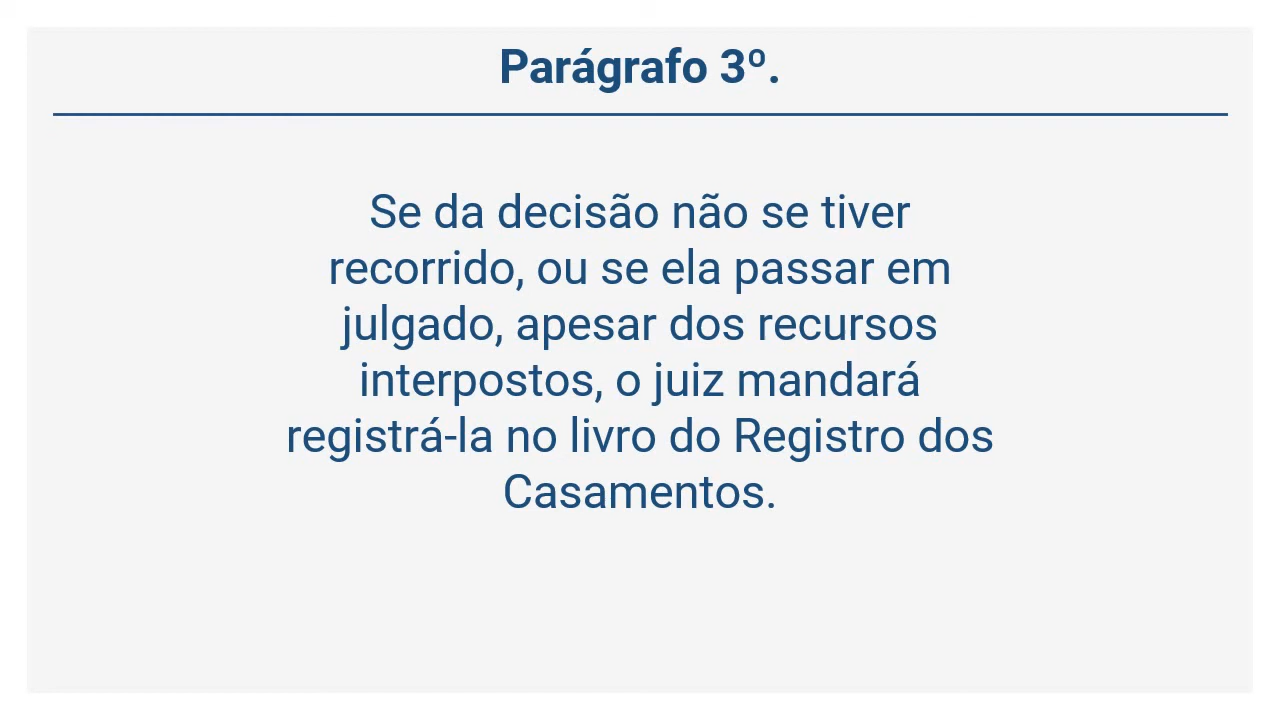 Parágrafo 3º.
Se da decisão não se tiver
recorrido, ou se ela passar em
julgado, apesar dos recursos
interpostos, o juiz mandará
registrá-la no livro do Registro dos
Casamentos.